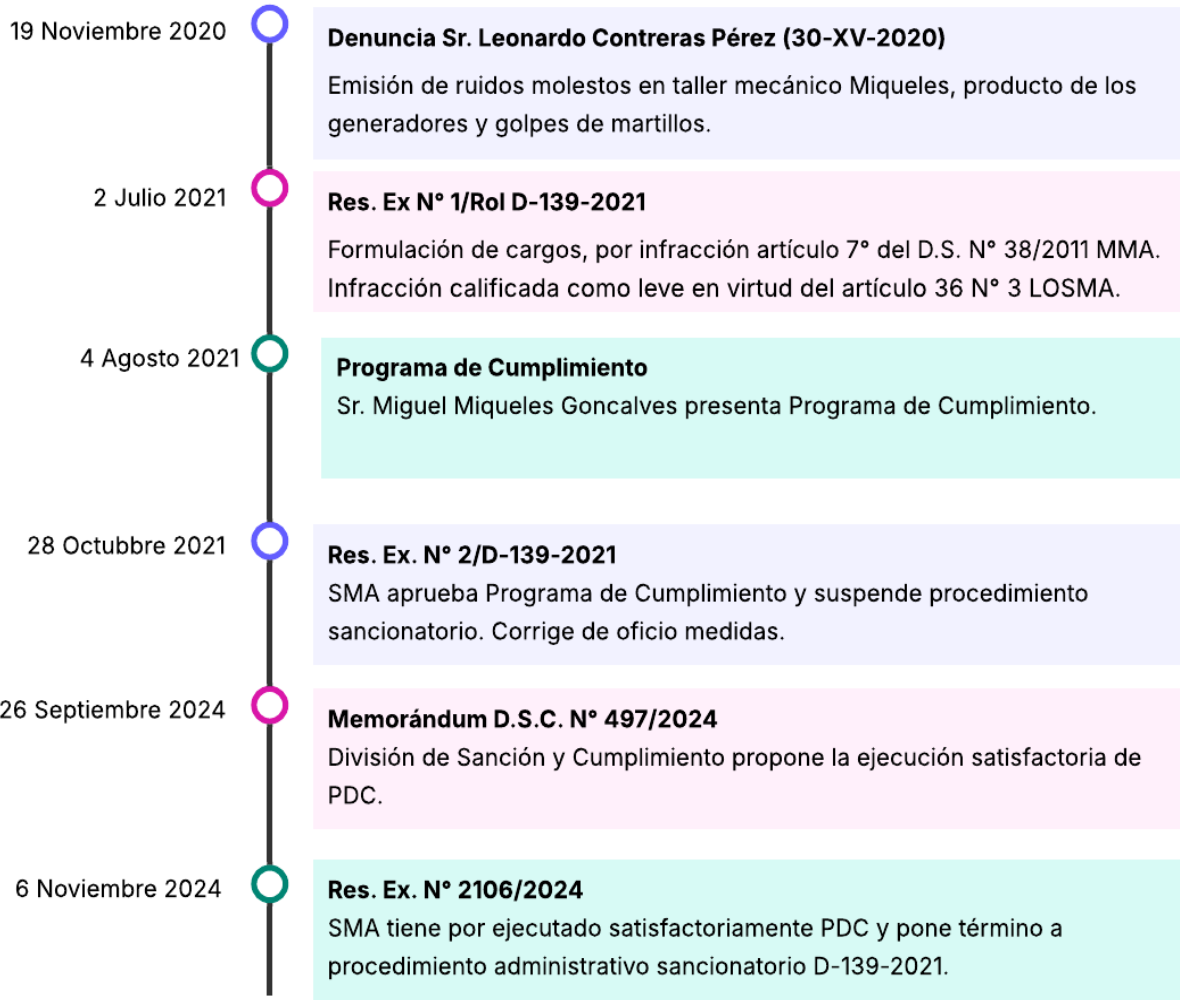 19 Noviembre 2020
Denuncia Sr. Leonardo Contreras Pérez (30-XV-2020)
Emisión de ruidos molestos en taller mecánico Miqueles, producto de los
generadores y golpes de martillos.
2 Julio 2021
Res. Ex N° 1/Rol D-139-2021
Formulación de cargos, por infracción artículo 7° del D.S. N° 38/2011 MMA.
Infracción calificada como leve en virtud del artículo 36 N° 3 LOSMA.
4 Agosto 2021
Programa de Cumplimiento
Sr. Miguel Miqueles Goncalves presenta Programa de Cumplimiento.
28 Octubbre 2021
Res. Ex. N° 2/D-139-2021
SMA aprueba Programa de Cumplimiento y suspende procedimiento
sancionatorio. Corrige de oficio medidas.
26 Septiembre 2024
Memorándum D.S.C. N° 497/2024
División de Sanción y Cumplimiento propone la ejecución satisfactoria de
PDC.
6 Noviembre 2024
Res. Ex. N° 2106/2024
SMA tiene por ejecutado satisfactoriamente PDC y pone término a
procedimiento administrativo sancionatorio D-139-2021.